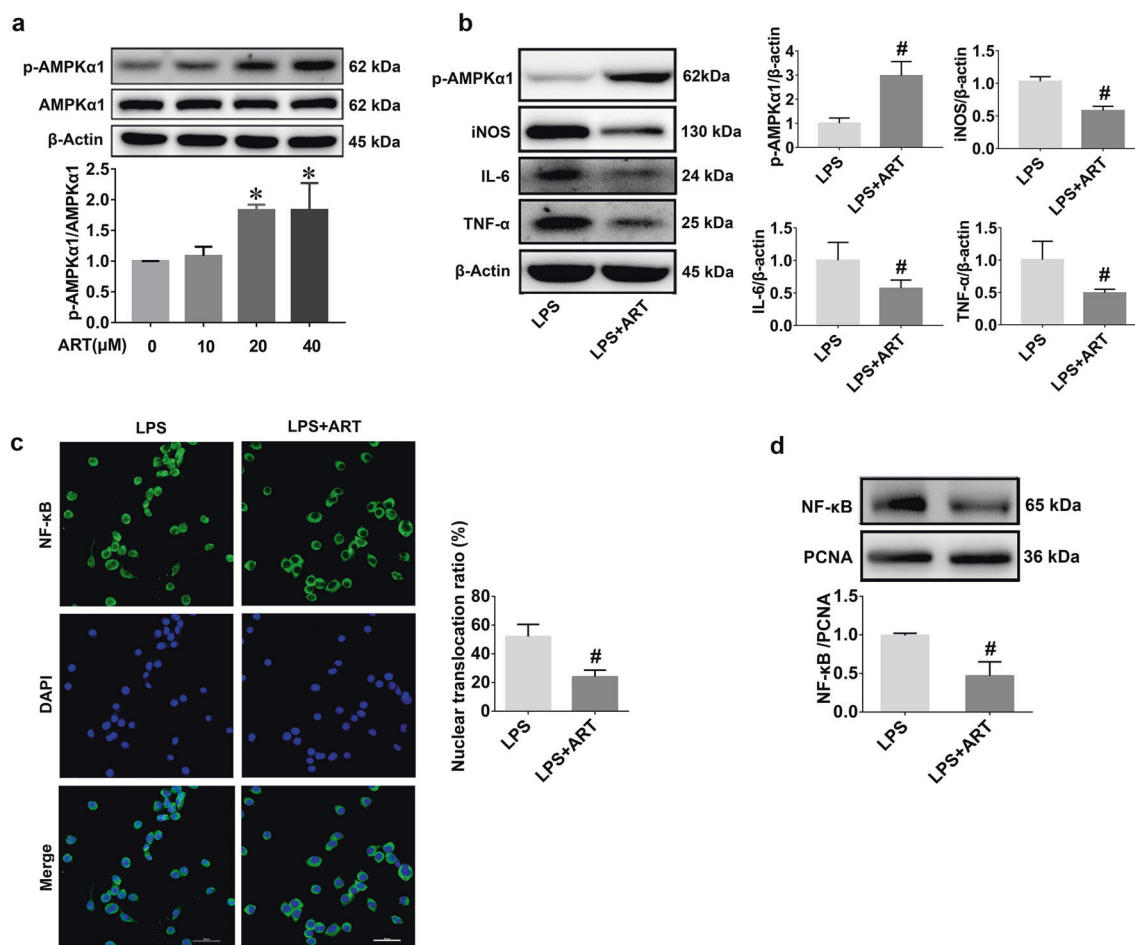 a
p-AMPKα1 62 kDa
AMPKα1 62 kDa
β-Actin 45 kDa
p-AMPKα1/AMPKα1
2.5
2.0
1.5
1.0
0.5
0.0
* *
ART(μM) 0 10 20 40
b
p-AMPKα1 62kDa
iNOS 130 kDa
IL-6 24 kDa
TNF-α 25 kDa
β-Actin 45 kDa
LPS LPS+ART
p-AMPKα1/β-actin
5
4
3
2
1
0
#
LPS LPS+ART
iNOS/β-actin
1.5
1.0
0.5
0.0
#
LPS LPS+ART
IL-6/β-actin
1.5
1.0
0.5
0.0
#
LPS LPS+ART
TNF-α/β-actin
1.5
1.0
0.5
0.0
#
LPS LPS+ART
c
LPS LPS+ART
NF-κB
DAPI
Merge
Nuclear translocation ratio (%)
80
60
40
20
0
#
LPS LPS+ART
d
NF-κB 65 kDa
PCNA 36 kDa
NF-κB /PCNA
1.5
1.0
0.5
0.0
#
LPS LPS+ART